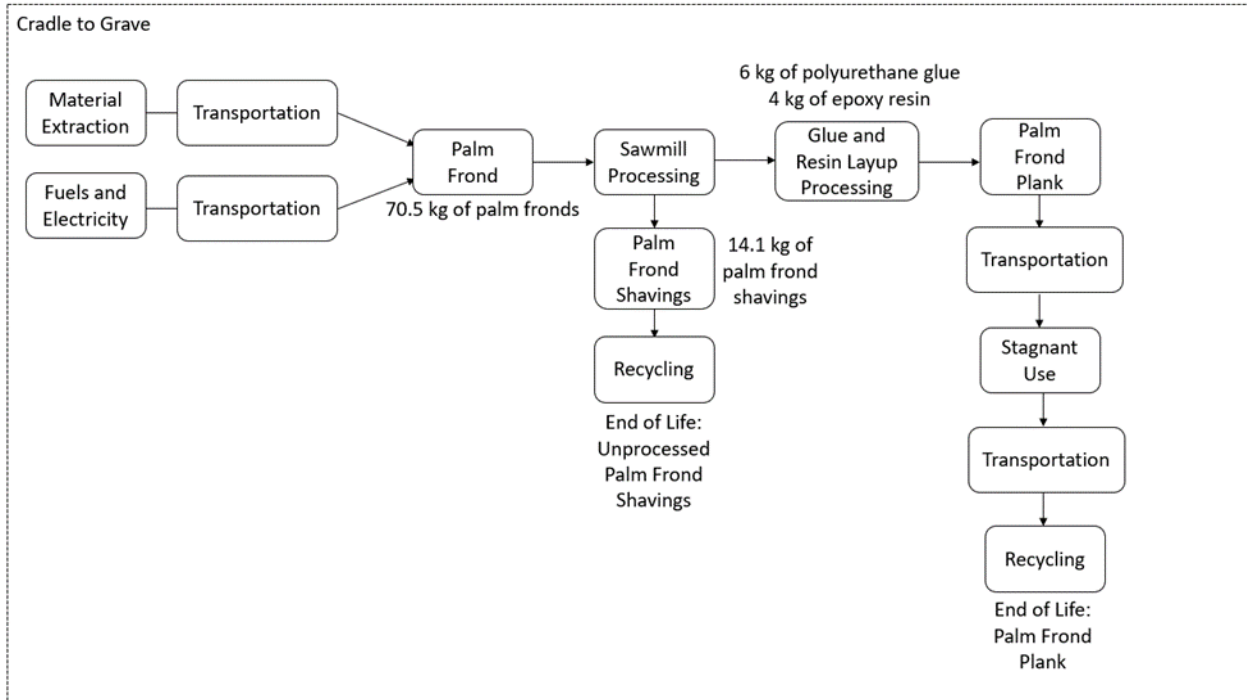 Cradle to Grave
Material
Extraction
Transportation
Fuels and
Electricity
Transportation
Palm
Frond
70.5 kg of palm fronds
Sawmill
Processing
Palm
Frond
Shavings
14.1 kg of
palm frond
shavings
Recycling
End of Life:
Unprocessed
Palm Frond
Shavings
6 kg of polyurethane glue
4 kg of epoxy resin
Glue and
Resin Layup
Processing
Palm
Frond
Plank
Transportation
Stagnant
Use
Transportation
Recycling
End of Life:
Palm Frond
Plank